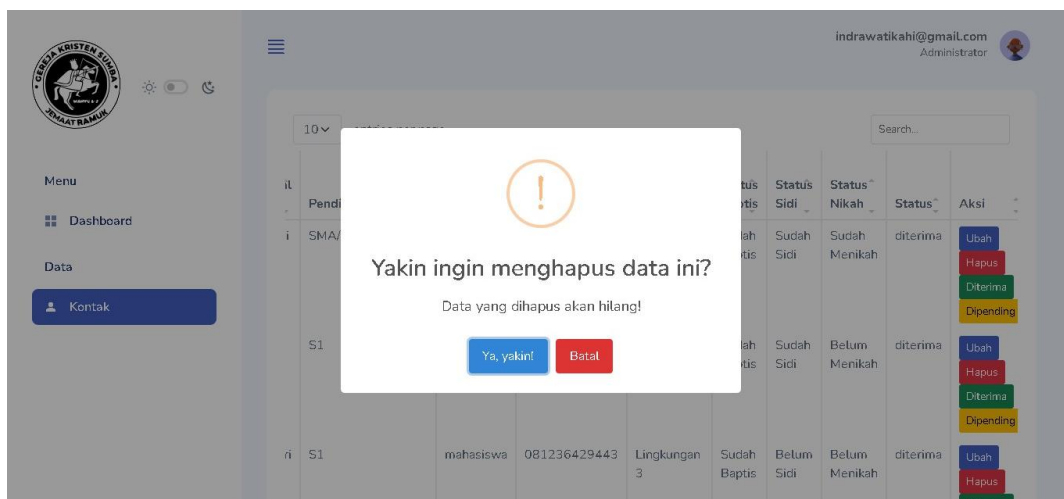 GEREJA KRISTEN SUMBA
JEMAAT RAMUK
indrawatikahi@gmail.com
Administrator
Menu
Dashboard
Data
Kontak
10
Search...
Status
Sidi
Status
Nikah
Status
Aksi
SMA/
Sudah
Sidi
Sudah
Menikah
diterima
Ubah
Hapus
Diterima
Dipending
Yakin ingin menghapus data ini?
Data yang dihapus akan hilang!
Ya, yakin!
Batal
S1
Sudah
Sidi
Belum
Menikah
diterima
Ubah
Hapus
Diterima
Dipending
S1
mahasiswa
081236429443
Lingkungan
3
Sudah
Baptis
Belum
Sidi
Belum
Menikah
diterima
Ubah
Hapus